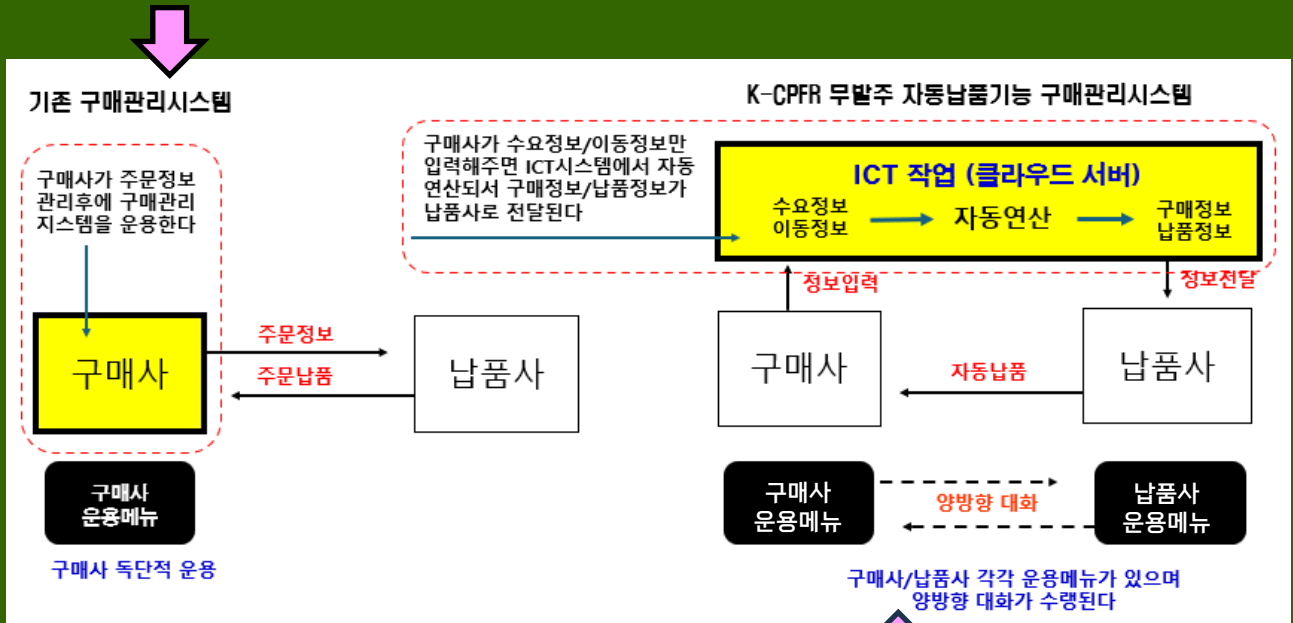 기존 구매관리시스템
구매사가 주문정보
관리후에 구매관리
지스템을 운용한다
구매사
주문정보
주문납품
납품사
구매사
운용메뉴
구매사 독단적 운용
K-CPFR 무발주 자동납품기능 구매관리시스템
구매사가 수요정보/이동정보만
입력해주면 ICT시스템에서 자동
연산되서 구매정보/납품정보가
납품사로 전달된다
ICT 작업 (클라우드 서버)
수요정보
이동정보
자동연산
구매정보
납품정보
정보입력
정보전달
구매사
자동납품
납품사
구매사
운용메뉴
양방향 대화
납품사
운용메뉴
구매사/납품사 각각 운용메뉴가 있으며
양방향 대화가 수랭된다